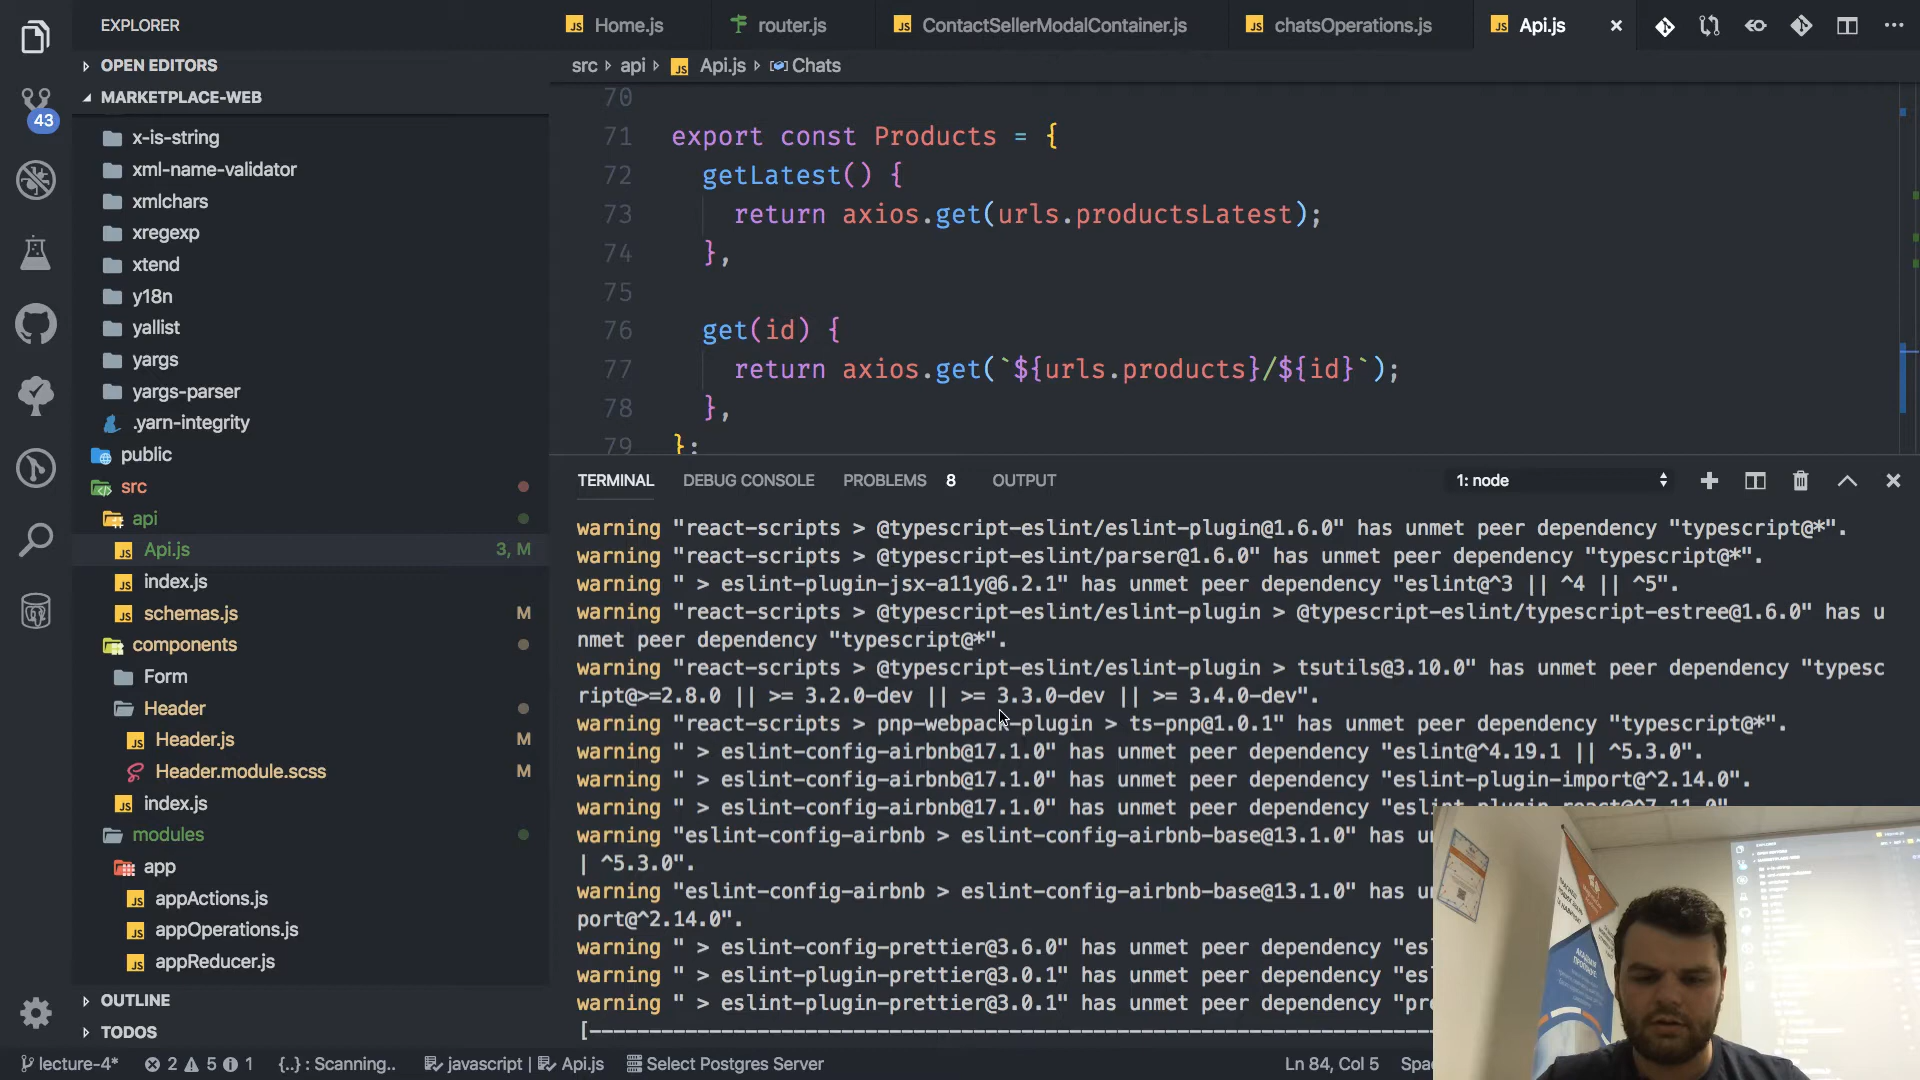 EXPLORER
OPEN EDITORS
MARKETPLACE-WEB
x-is-string
xml-name-validator
xmlchars
xregexp
xtend
y18n
yallist
yargs
yargs-parser
.yarn-integrity
public
src
api
Api.js 3, M
index.js
schemas.js M
components
Form
Header
Header.js M
Header.module.scss M
index.js
modules
app
appActions.js
appOperations.js
appReducer.js
OUTLINE
TODOS
43
Home.js router.js ContactSellerModalContainer.js chatsOperations.js Api.js
src api Api.js Chats
70
71 export const Products = {
72 getLatest() {
73 return axios.get(urls.productsLatest);
74 },
75
76 get(id) {
77 return axios.get(`${urls.products}/${id}`);
78 },
79 };
TERMINAL DEBUG CONSOLE PROBLEMS 8 OUTPUT 1: node
warning "react-scripts > @typescript-eslint/eslint-plugin@1.6.0" has unmet peer dependency "typescript@*".
warning "react-scripts > @typescript-eslint/parser@1.6.0" has unmet peer dependency "typescript@*".
warning " > eslint-plugin-jsx-a11y@6.2.1" has unmet peer dependency "eslint@^3 || ^4 || ^5".
warning "react-scripts > @typescript-eslint/eslint-plugin > @typescript-eslint/typescript-estree@1.6.0" has u
nmet peer dependency "typescript@*".
warning "react-scripts > @typescript-eslint/eslint-plugin > tsutils@3.10.0" has unmet peer dependency "typesc
ript@>=2.8.0 || >= 3.2.0-dev || >= 3.3.0-dev || >= 3.4.0-dev".
warning "react-scripts > pnp-webpack-plugin > ts-pnp@1.0.1" has unmet peer dependency "typescript@*".
warning " > eslint-config-airbnb@17.1.0" has unmet peer dependency "eslint@^4.19.1 || ^5.3.0".
warning " > eslint-config-airbnb@17.1.0" has unmet peer dependency "eslint-plugin-import@^2.14.0".
warning " > eslint-config-airbnb@17.1.0" has unmet peer dependency "eslint-plugin-react@^7.11.0".
warning "eslint-config-airbnb > eslint-config-airbnb-base@13.1.0" has u
| ^5.3.0".
warning "eslint-config-airbnb > eslint-config-airbnb-base@13.1.0" has u
port@^2.14.0".
warning " > eslint-config-prettier@3.6.0" has unmet peer dependency "es
warning " > eslint-plugin-prettier@3.0.1" has unmet peer dependency "es
warning " > eslint-plugin-prettier@3.0.1" has unmet peer dependency "pr
[----------------------------------------------------------------------
lecture-4* 2 5 1 {..} : Scanning.. javascript | Api.js Select Postgres Server Ln 84, Col 5 Spa